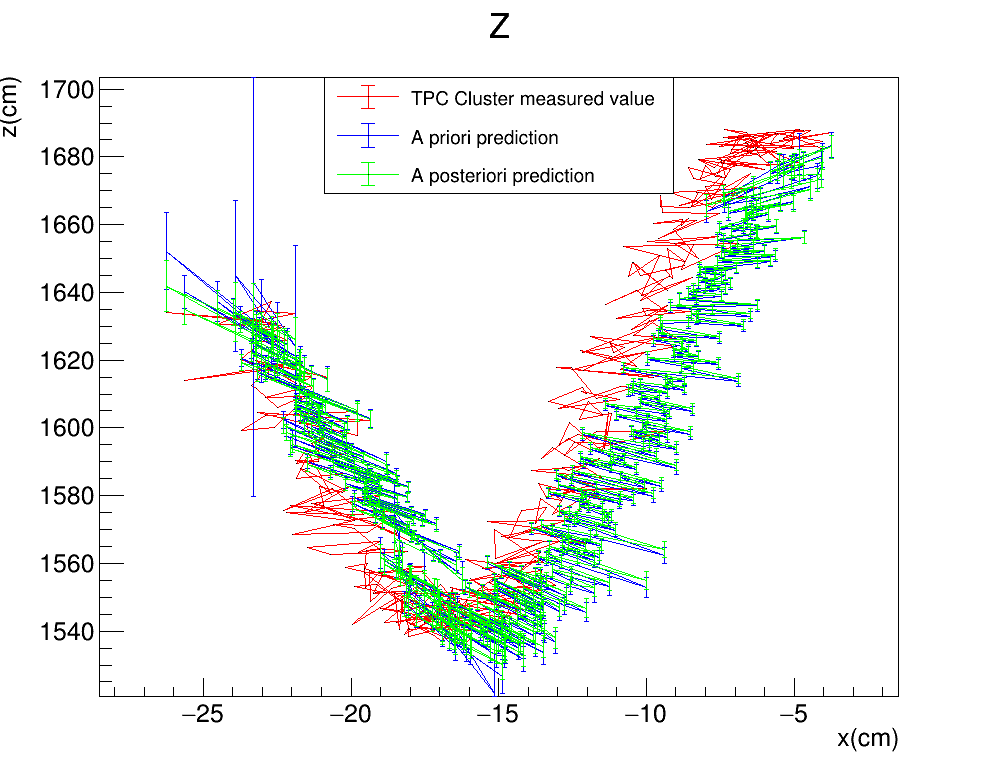 Z
z(cm)
1700
1680
1660
1640
1620
1600
1580
1560
1540
TPC Cluster measured value
A priori prediction
A posteriori prediction
−25 −20 −15 −10 −5
x(cm)